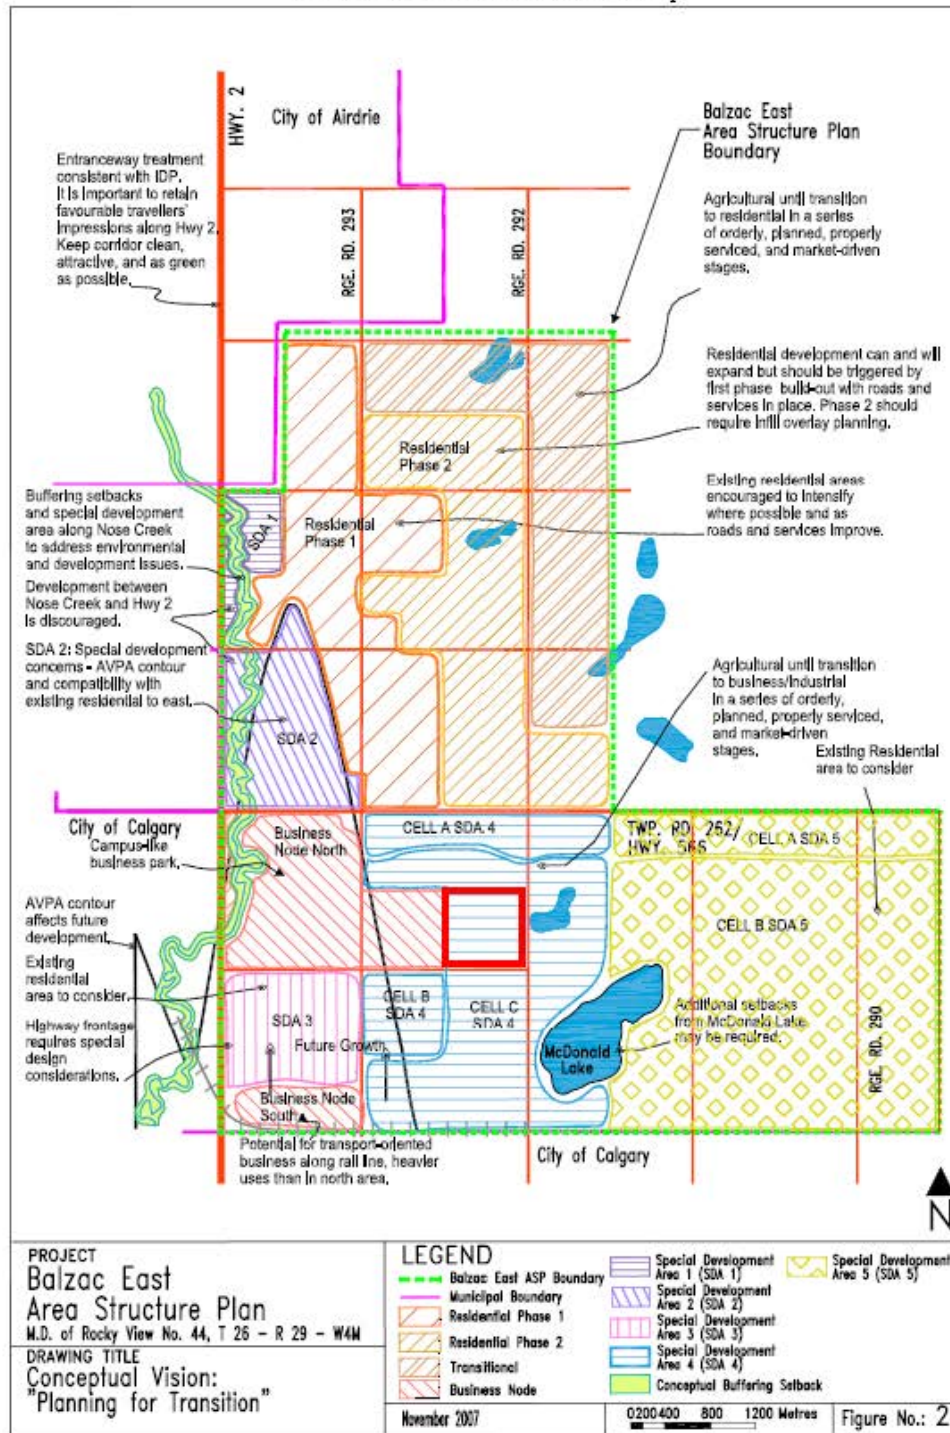 HWY. 2
City of Airdrie
Balzac East
Area Structure Plan
Boundary
Entranceway treatment
consistent with IDP.
It is important to retain
favourable travellers'
impressions along Hwy 2.
Keep corridor clean,
attractive, and as green
as possible.
RGE. RD. 293
RGE. RD. 292
Agricultural until transition
to residential in a series
of orderly, planned, properly
serviced, and market-driven
stages.
Residential development can and will
expand but should be triggered by
first phase build-out with roads and
services in place. Phase 2 should
require infill overlay planning.
Residential
Phase 2
Existing residential areas
encouraged to intensify
where possible and as
roads and services improve.
Buffering setbacks
and special development
area along Nose Creek
to address environmental
and development issues.
SDA 1
Residential
Phase 1
Development between
Nose Creek and Hwy 2
is discouraged.
SDA 2: Special development
concerns - AVPA contour
and compatibility with
existing residential to east.
SDA 2
Agricultural until transition
to business/industrial
in a series of orderly,
planned, properly serviced,
and market-driven
stages.
Existing Residential
area to consider
City of Calgary
Campus-like
business park.
Business
Node North
CELL A SDA 4
TWP. RD. 262/
HWY. 566
CELL A SDA 5
CELL B SDA 5
AVPA contour
affects future
development.
Existing
residential
area to consider.
Highway frontage
requires special
design
considerations.
SDA 3
Future Growth
CELL B
SDA 4
CELL C
SDA 4
McDonald
Lake
Additional setbacks
from McDonald Lake
may be required.
RGE. RD. 290
Business Node
South
Potential for transport-oriented
business along rail line, heavier
uses than in north area.
City of Calgary
N
PROJECT
Balzac East
Area Structure Plan
M.D. of Rocky View No. 44, T 26 - R 29 - W4M
DRAWING TITLE
Conceptual Vision:
"Planning for Transition"
LEGEND
Balzac East ASP Boundary
Municipal Boundary
Residential Phase 1
Residential Phase 2
Transitional
Business Node
Special Development
Area 1 (SDA 1)
Special Development
Area 2 (SDA 2)
Special Development
Area 3 (SDA 3)
Special Development
Area 4 (SDA 4)
Conceptual Buffering Setback
Special Development
Area 5 (SDA 5)
November 2007
0 200 400 800 1200 Metres
Figure No.: 2